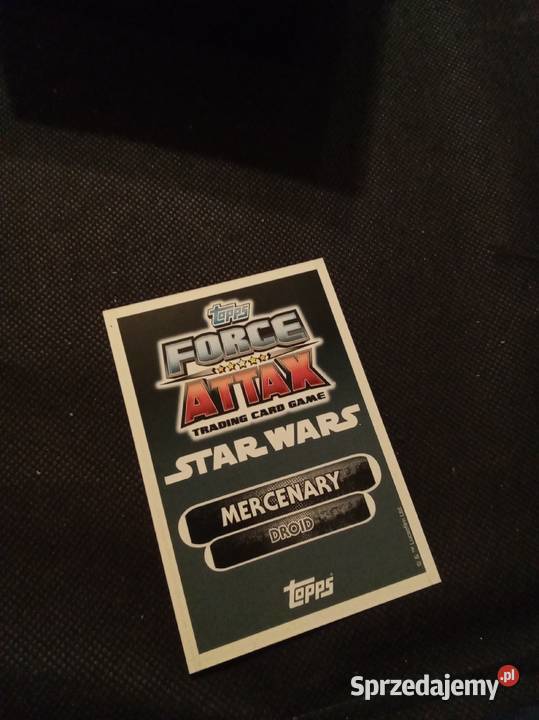 topps
FORCE
ATTAX
TRADING CARD GAME
STAR WARS
MERCENARY
DROID
topps
Sprzedajemy.pl